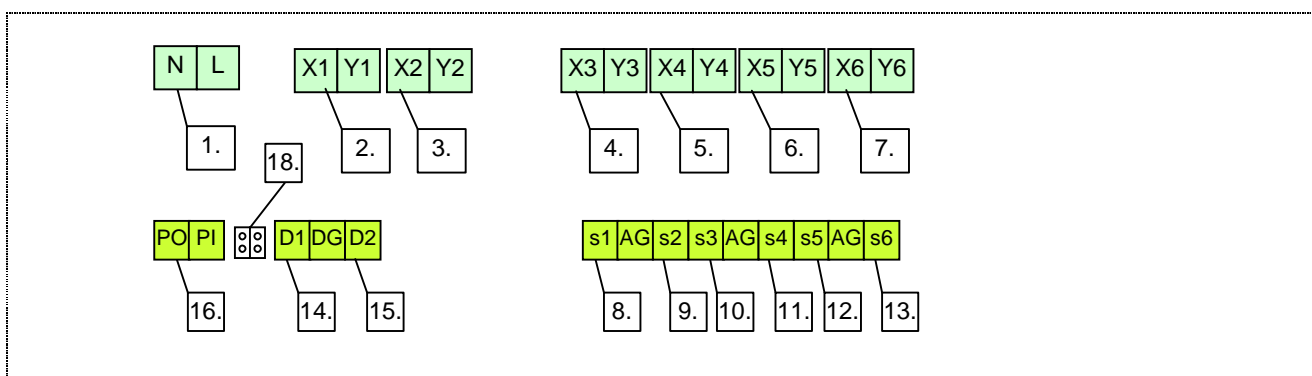 N L X1 Y1 X2 Y2 X3 Y3 X4 Y4 X5 Y5 X6 Y6
1. 2. 3. 4. 5. 6. 7.
18.
PO PI D1 DG D2 s1 AG s2 s3 AG s4 s5 AG s6
16. 14. 15. 8. 9. 10. 11. 12. 13.